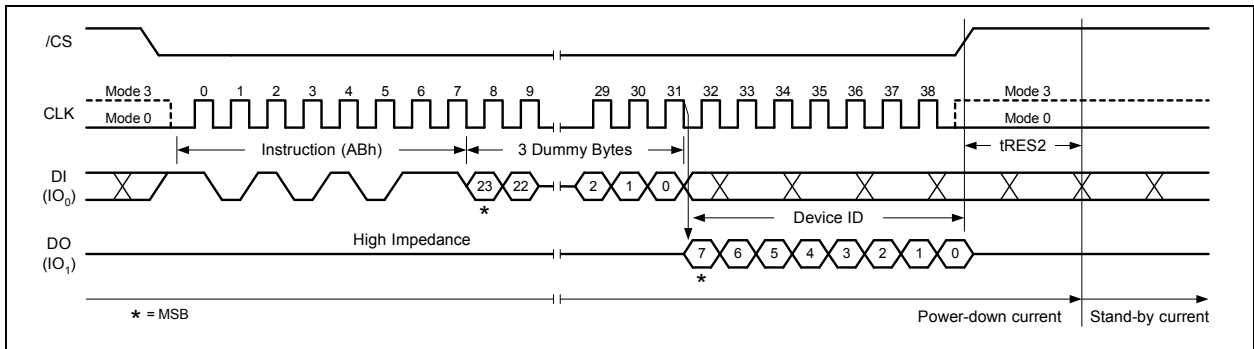 /CS
Mode 3 0 1 2 3 4 5 6 7 8 9 29 30 31 32 33 34 35 36 37 38 Mode 3
CLK
Mode 0 Mode 0
Instruction (ABh) 3 Dummy Bytes tRES2
DI
(IO0)
23 22 2 1 0
*
Device ID
DO
(IO1)
High Impedance
7 6 5 4 3 2 1 0
*
* = MSB
Power-down current Stand-by current